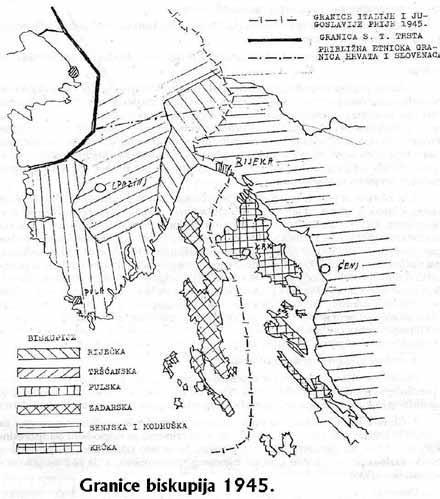 GRANICE ITALIJE I JU-
GOSLAVIJE PRIJE 1945.
GRANICA S. T. TRSTA
PRIBLIŽNA ETNIČKA GRA-
NICA HRVATA I SLOVENACA
RIJEKA
(PAZIN)
KRK
SENJ
PULA
BISKUPIJE
RIJEČKA
TRŠĆANSKA
PULSKA
ZADARSKA
SENJSKA I MODRUŠKA
KRČKA
Granice biskupija 1945.